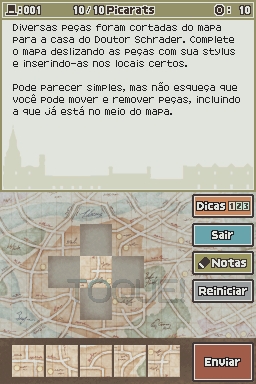 :001 10/10 Picarats : 10
Diversas peças foram cortadas do mapa
para a casa do Doutor Schrader. Complete
o mapa deslizando as peças com sua stylus
e inserindo-as nos locais certos.
Pode parecer simples, mas não esqueça que
você pode mover e remover peças, incluindo
a que já está no meio do mapa.
Dicas 1 2 3
Sair
TOQUE!
Notas
Reiniciar
Enviar